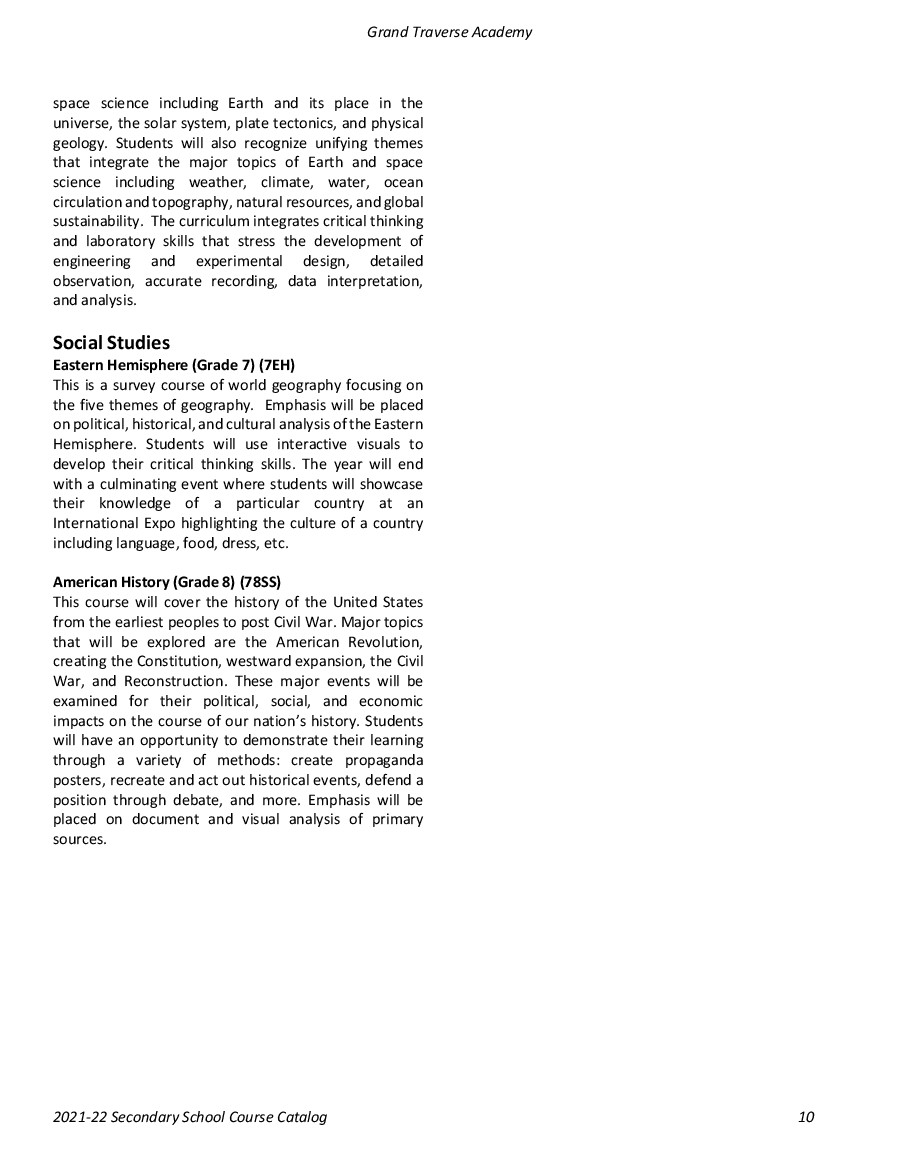 Grand Traverse Academy
space science including Earth and its place in the
universe, the solar system, plate tectonics, and physical
geology. Students will also recognize unifying themes
that integrate the major topics of Earth and space
science including weather, climate, water, ocean
circulation and topography, natural resources, and global
sustainability. The curriculum integrates critical thinking
and laboratory skills that stress the development of
engineering and experimental design, detailed
observation, accurate recording, data interpretation,
and analysis.
Social Studies
Eastern Hemisphere (Grade 7) (7EH)
This is a survey course of world geography focusing on
the five themes of geography. Emphasis will be placed
on political, historical, and cultural analysis of the Eastern
Hemisphere. Students will use interactive visuals to
develop their critical thinking skills. The year will end
with a culminating event where students will showcase
their knowledge of a particular country at an
International Expo highlighting the culture of a country
including language, food, dress, etc.
American History (Grade 8) (78SS)
This course will cover the history of the United States
from the earliest peoples to post Civil War. Major topics
that will be explored are the American Revolution,
creating the Constitution, westward expansion, the Civil
War, and Reconstruction. These major events will be
examined for their political, social, and economic
impacts on the course of our nation’s history. Students
will have an opportunity to demonstrate their learning
through a variety of methods: create propaganda
posters, recreate and act out historical events, defend a
position through debate, and more. Emphasis will be
placed on document and visual analysis of primary
sources.
2021-22 Secondary School Course Catalog 10